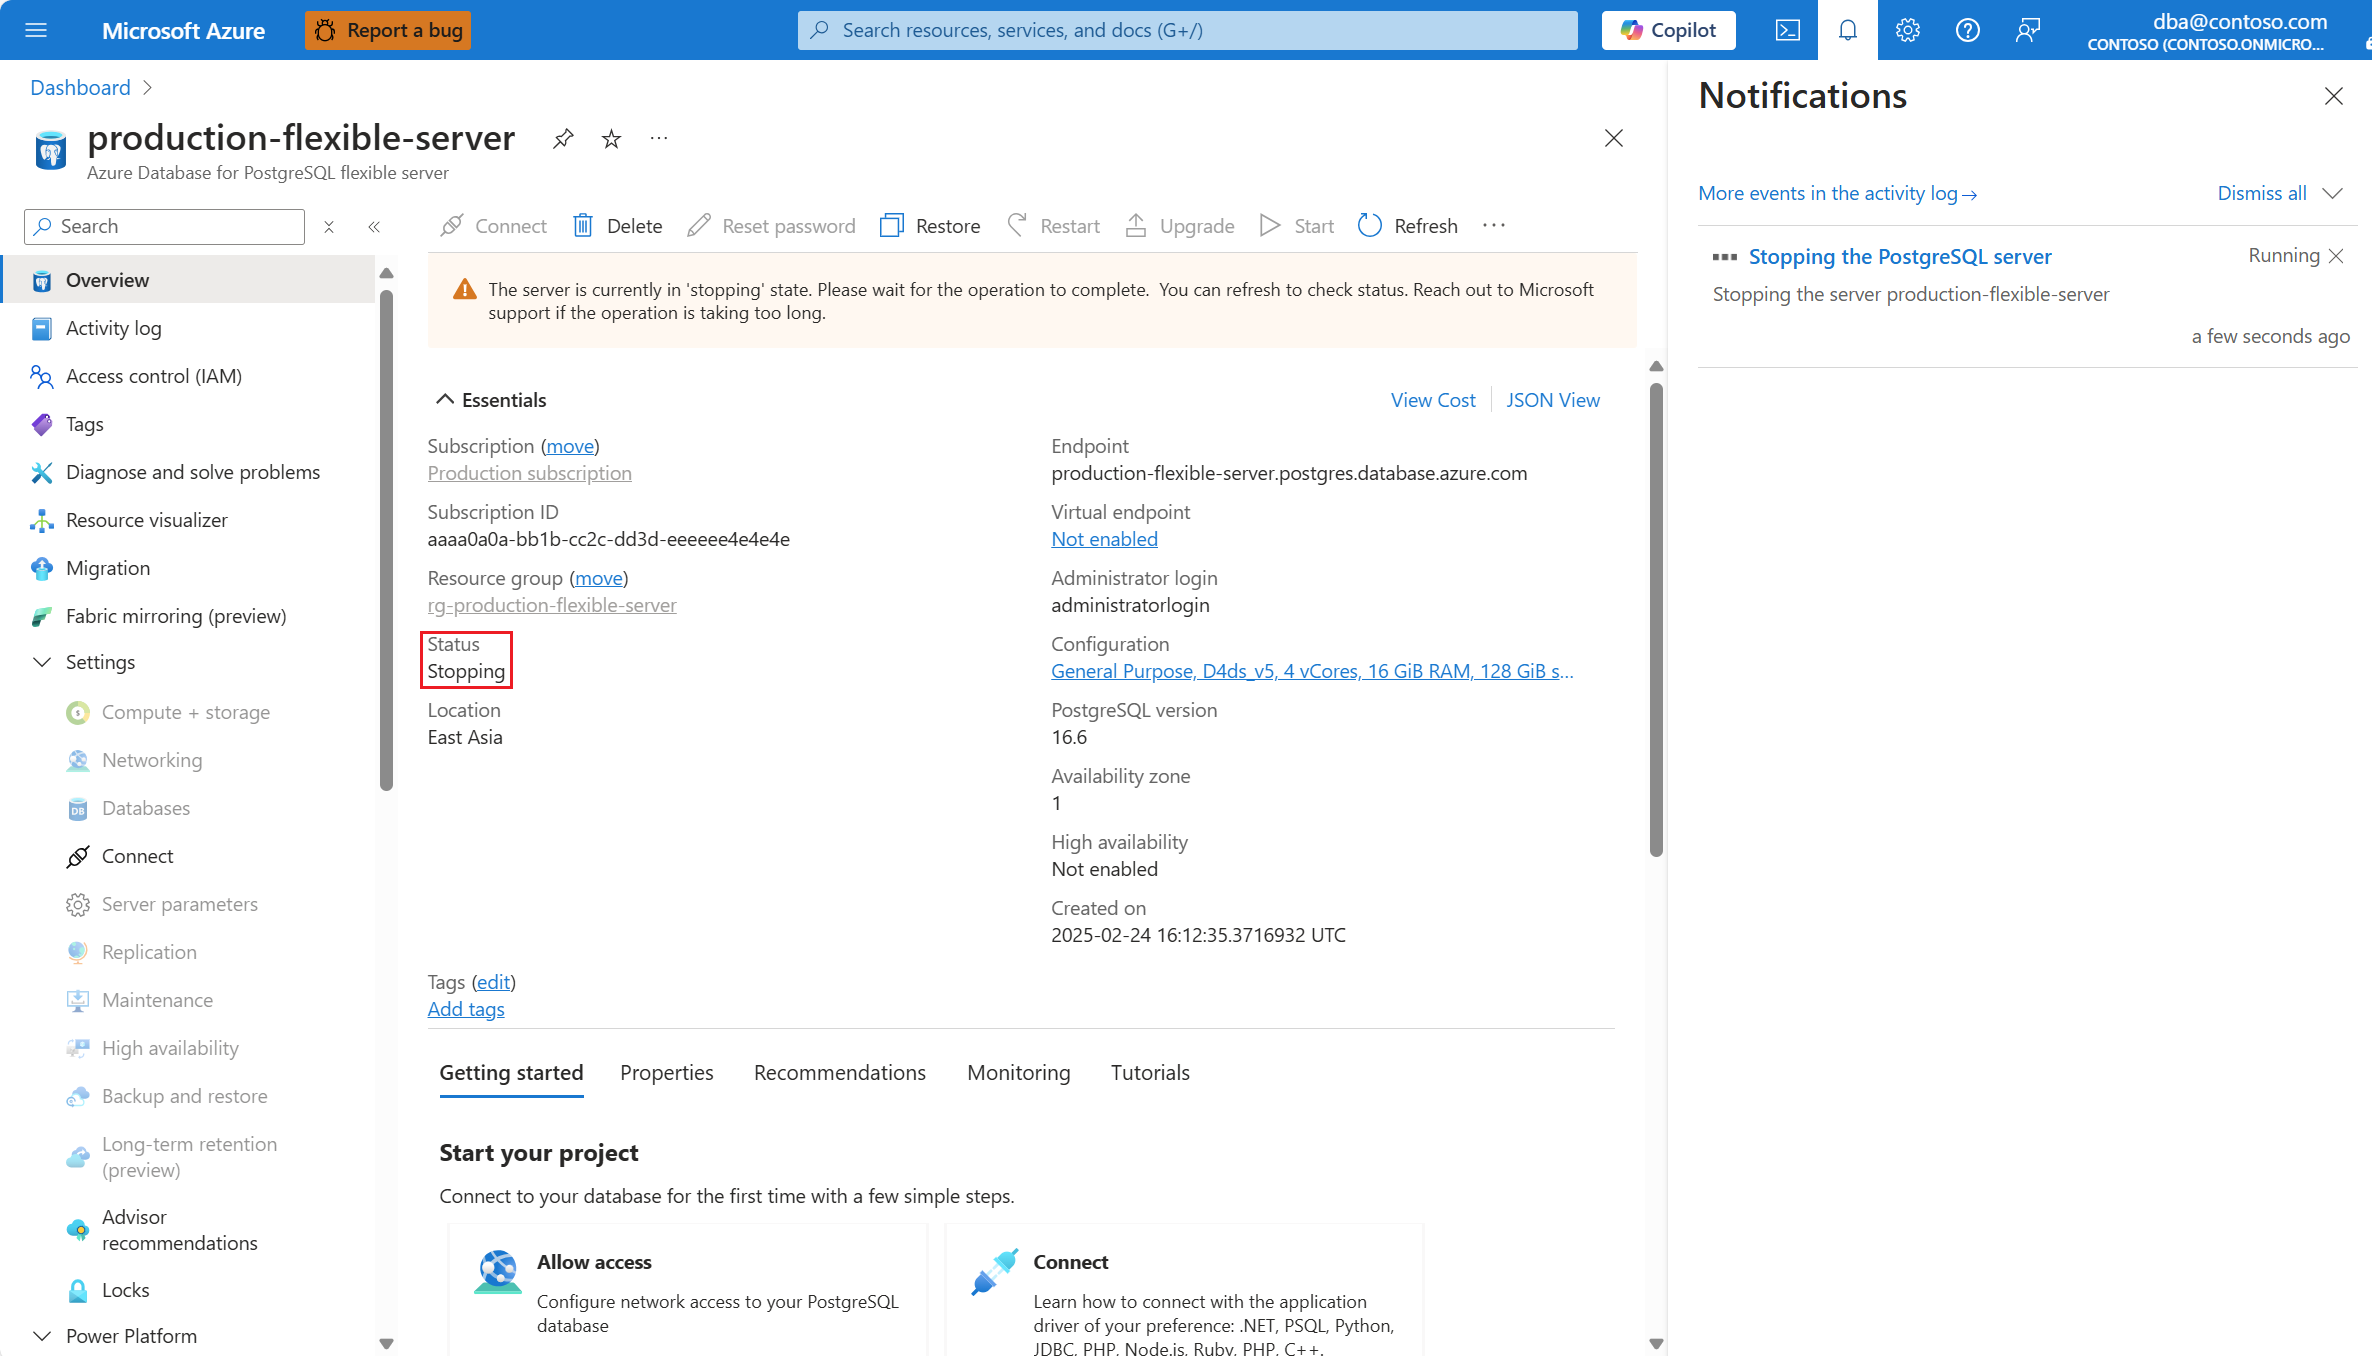 Microsoft Azure
Report a bug
Search resources, services, and docs (G+/)
Copilot
dba@contoso.com
CONTOSO (CONTOSO.ONMICRO...
Dashboard
production-flexible-server
Azure Database for PostgreSQL flexible server
Search
Overview
Activity log
Access control (IAM)
Tags
Diagnose and solve problems
Resource visualizer
Migration
Fabric mirroring (preview)
Settings
Compute + storage
Networking
Databases
Connect
Server parameters
Replication
Maintenance
High availability
Backup and restore
Long-term retention
(preview)
Advisor
recommendations
Locks
Power Platform
Connect
Delete
Reset password
Restore
Restart
Upgrade
Start
Refresh
The server is currently in 'stopping' state. Please wait for the operation to complete.  You can refresh to check status. Reach out to Microsoft
support if the operation is taking too long.
Essentials
View Cost
JSON View
Subscription (move)
Production subscription
Subscription ID
aaaa0a0a-bb1b-cc2c-dd3d-eeeeee4e4e4e
Resource group (move)
rg-production-flexible-server
Status
Stopping
Location
East Asia
Endpoint
production-flexible-server.postgres.database.azure.com
Virtual endpoint
Not enabled
Administrator login
administratorlogin
Configuration
General Purpose, D4ds_v5, 4 vCores, 16 GiB RAM, 128 GiB s...
PostgreSQL version
16.6
Availability zone
1
High availability
Not enabled
Created on
2025-02-24 16:12:35.3716932 UTC
Tags (edit)
Add tags
Getting started
Properties
Recommendations
Monitoring
Tutorials
Start your project
Connect to your database for the first time with a few simple steps.
Allow access
Configure network access to your PostgreSQL
database
Connect
Learn how to connect with the application
driver of your preference: .NET, PSQL, Python,
JDBC, PHP, Node.js, Ruby, PHP, C++.
Notifications
More events in the activity log→
Dismiss all
Stopping the PostgreSQL server
Running
Stopping the server production-flexible-server
a few seconds ago